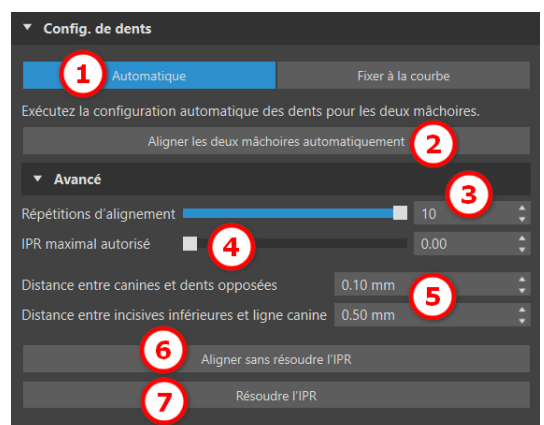 Config. de dents
1 Automatique Fixer à la courbe
Exécutez la configuration automatique des dents pour les deux mâchoires.
Aligner les deux mâchoires automatiquement 2
Avancé
Répétitions d'alignement 10 3
IPR maximal autorisé 4 0.00
Distance entre canines et dents opposées 0.10 mm 5
Distance entre incisives inférieures et ligne canine 0.50 mm
6 Aligner sans résoudre l'IPR
7 Résoudre l'IPR